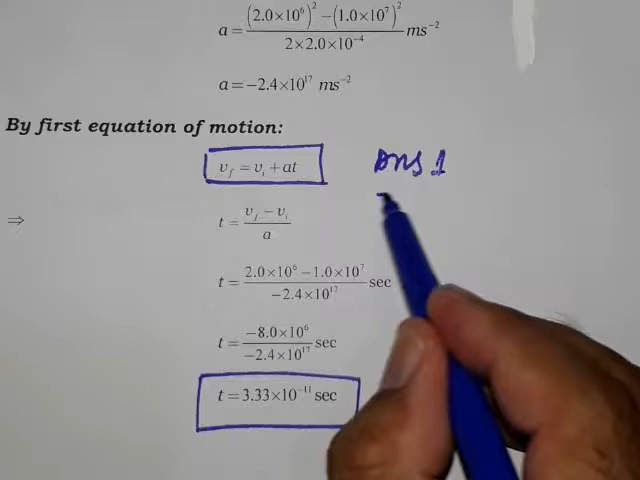 a = (2.0×10⁶)² − (1.0×10⁷)² / 2×2.0×10⁻⁴ ms⁻²
a = −2.4×10¹⁷ ms⁻²
By first equation of motion:
v_f = v_i + at
Ans 1
⇒ t = v_f − v_i / a
t = 2.0×10⁶ − 1.0×10⁷ / −2.4×10¹⁷ sec
t = −8.0×10⁶ / −2.4×10¹⁷ sec
t = 3.33×10⁻¹¹ sec